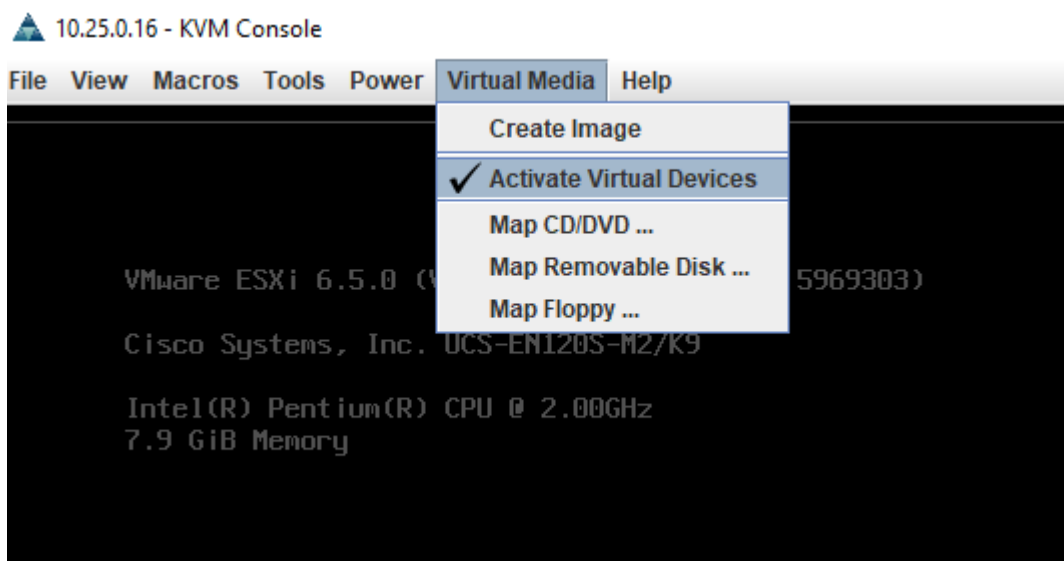 10.25.0.16 - KVM Console
File View Macros Tools Power Virtual Media Help
Create Image
Activate Virtual Devices
Map CD/DVD ...
Map Removable Disk ...
Map Floppy ...
VMware ESXi 6.5.0 ( 5969303)
Cisco Systems, Inc. UCS-EN120S-M2/K9
Intel(R) Pentium(R) CPU @ 2.00GHz
7.9 GiB Memory